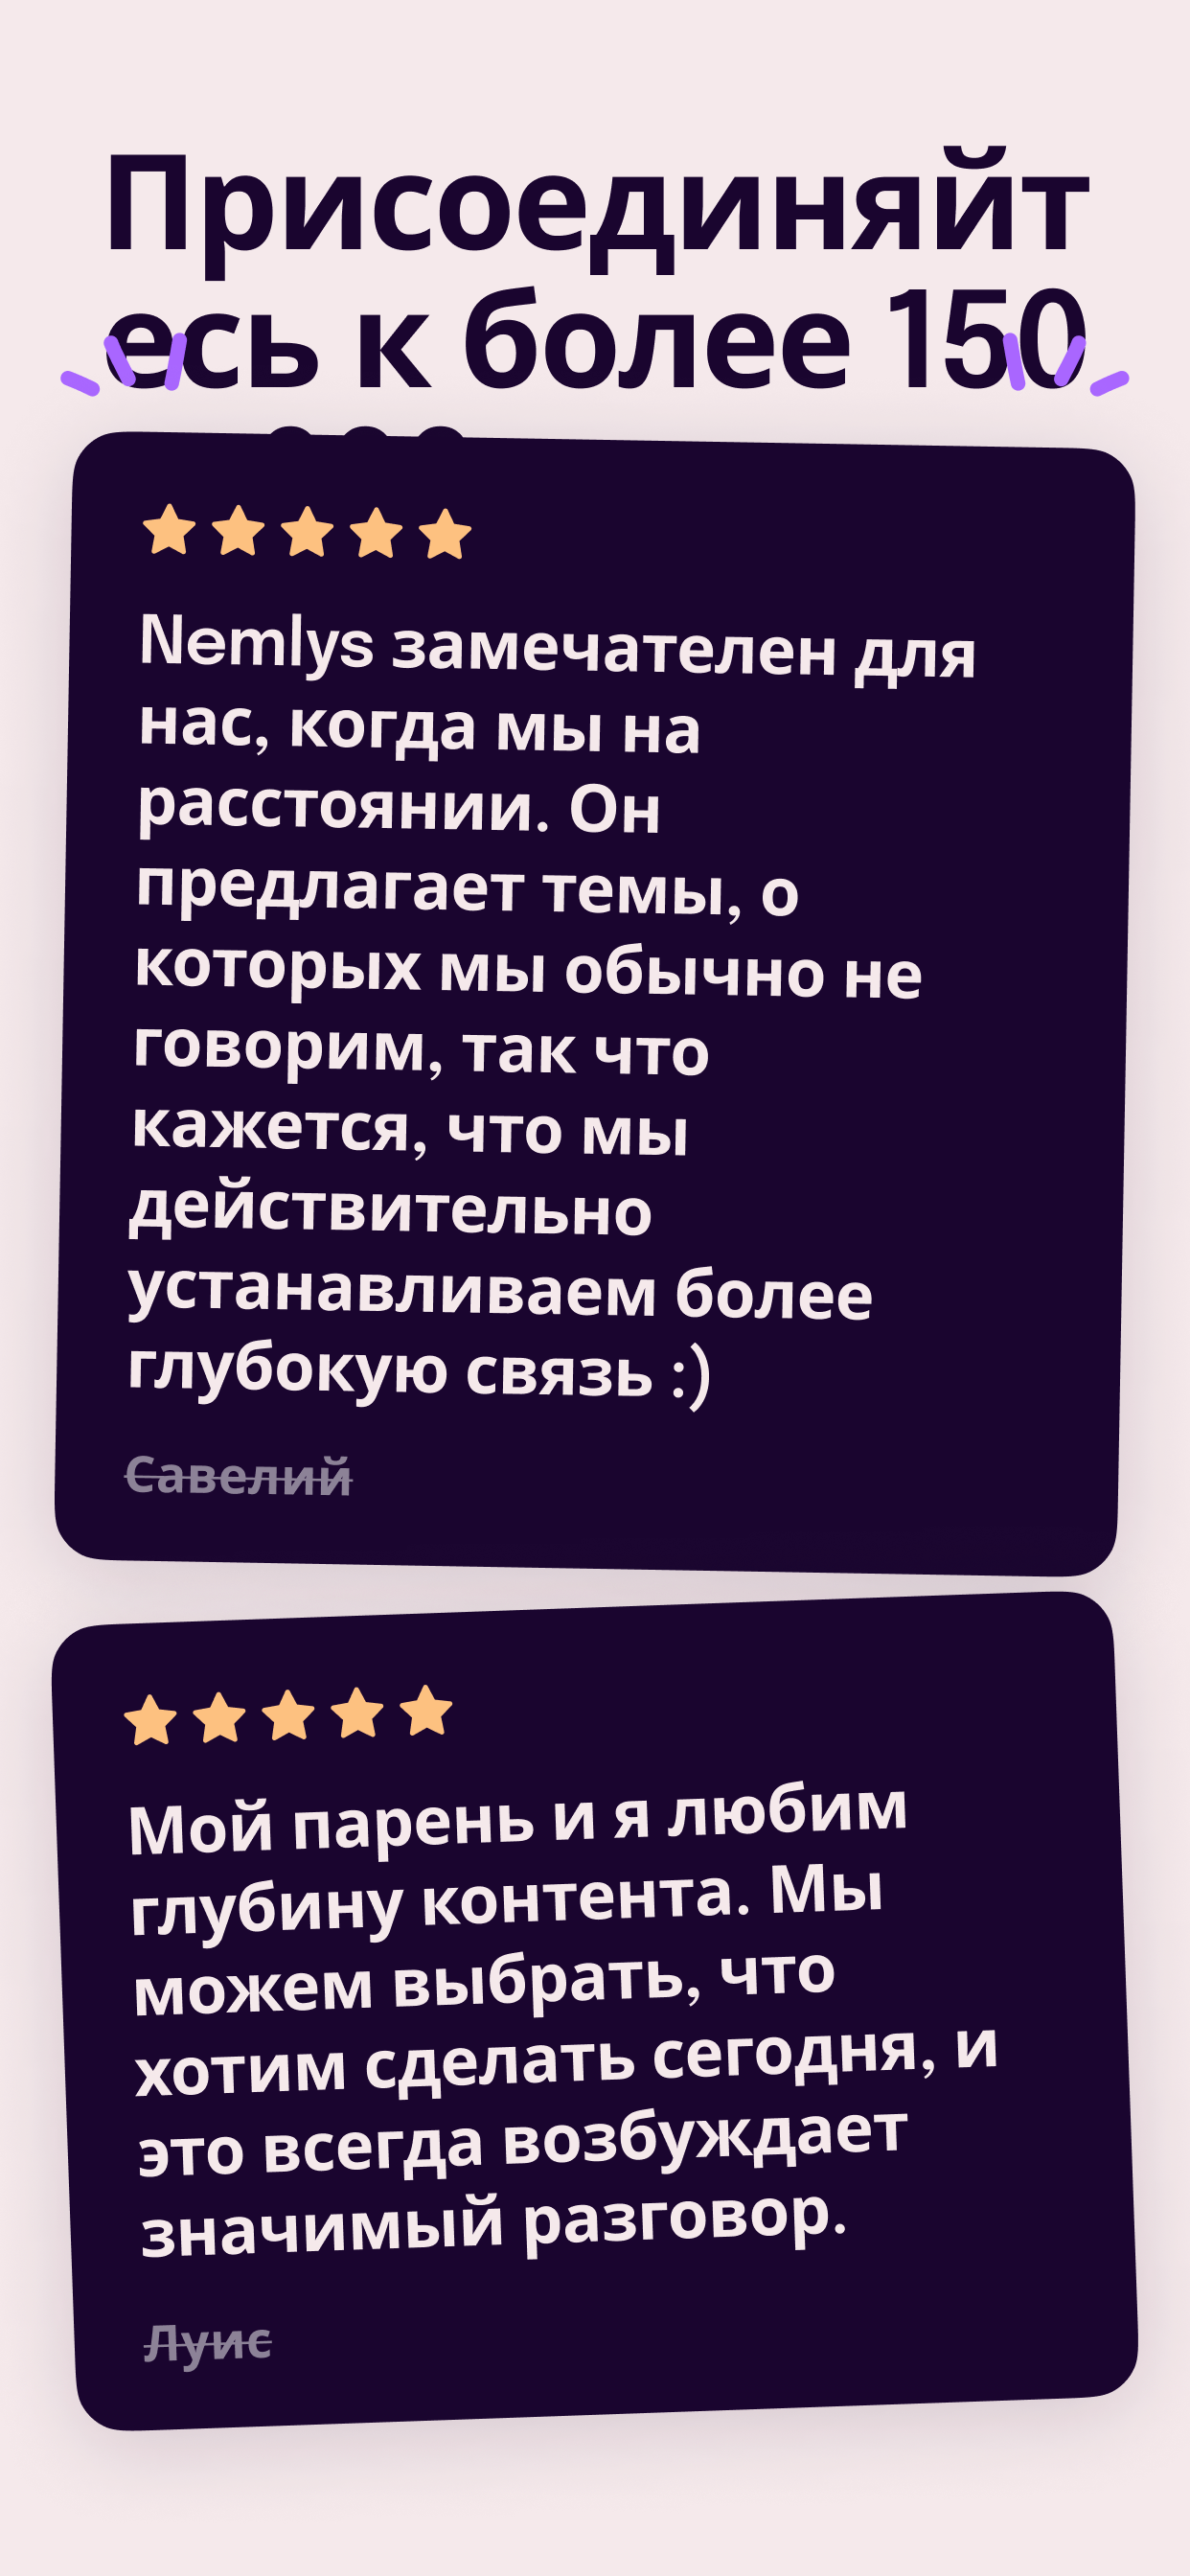 Присоединяйт
есь к более 150
Nemlys замечателен для
нас, когда мы на
расстоянии. Он
предлагает темы, о
которых мы обычно не
говорим, так что
кажется, что мы
действительно
устанавливаем более
глубокую связь :)
Савелий
Мой парень и я любим
глубину контента. Мы
можем выбрать, что
хотим сделать сегодня, и
это всегда возбуждает
значимый разговор.
Луис